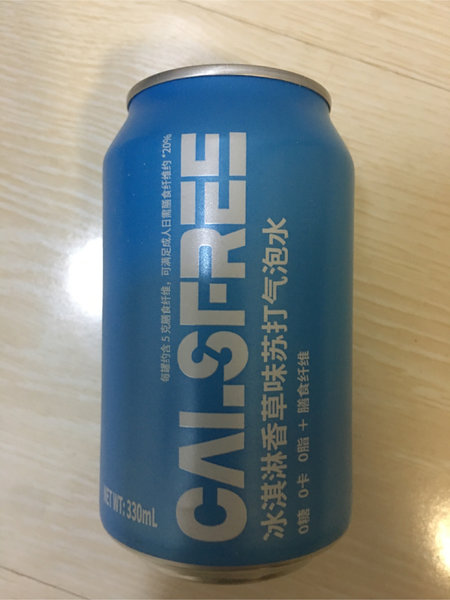 每罐约含 5 克膳食纤维,可满足成人日需膳食纤维约 *20%
CALSFREE
冰淇淋香草味苏打气泡水
0糖 0卡 0脂 + 膳食纤维
NET WT: 330mL